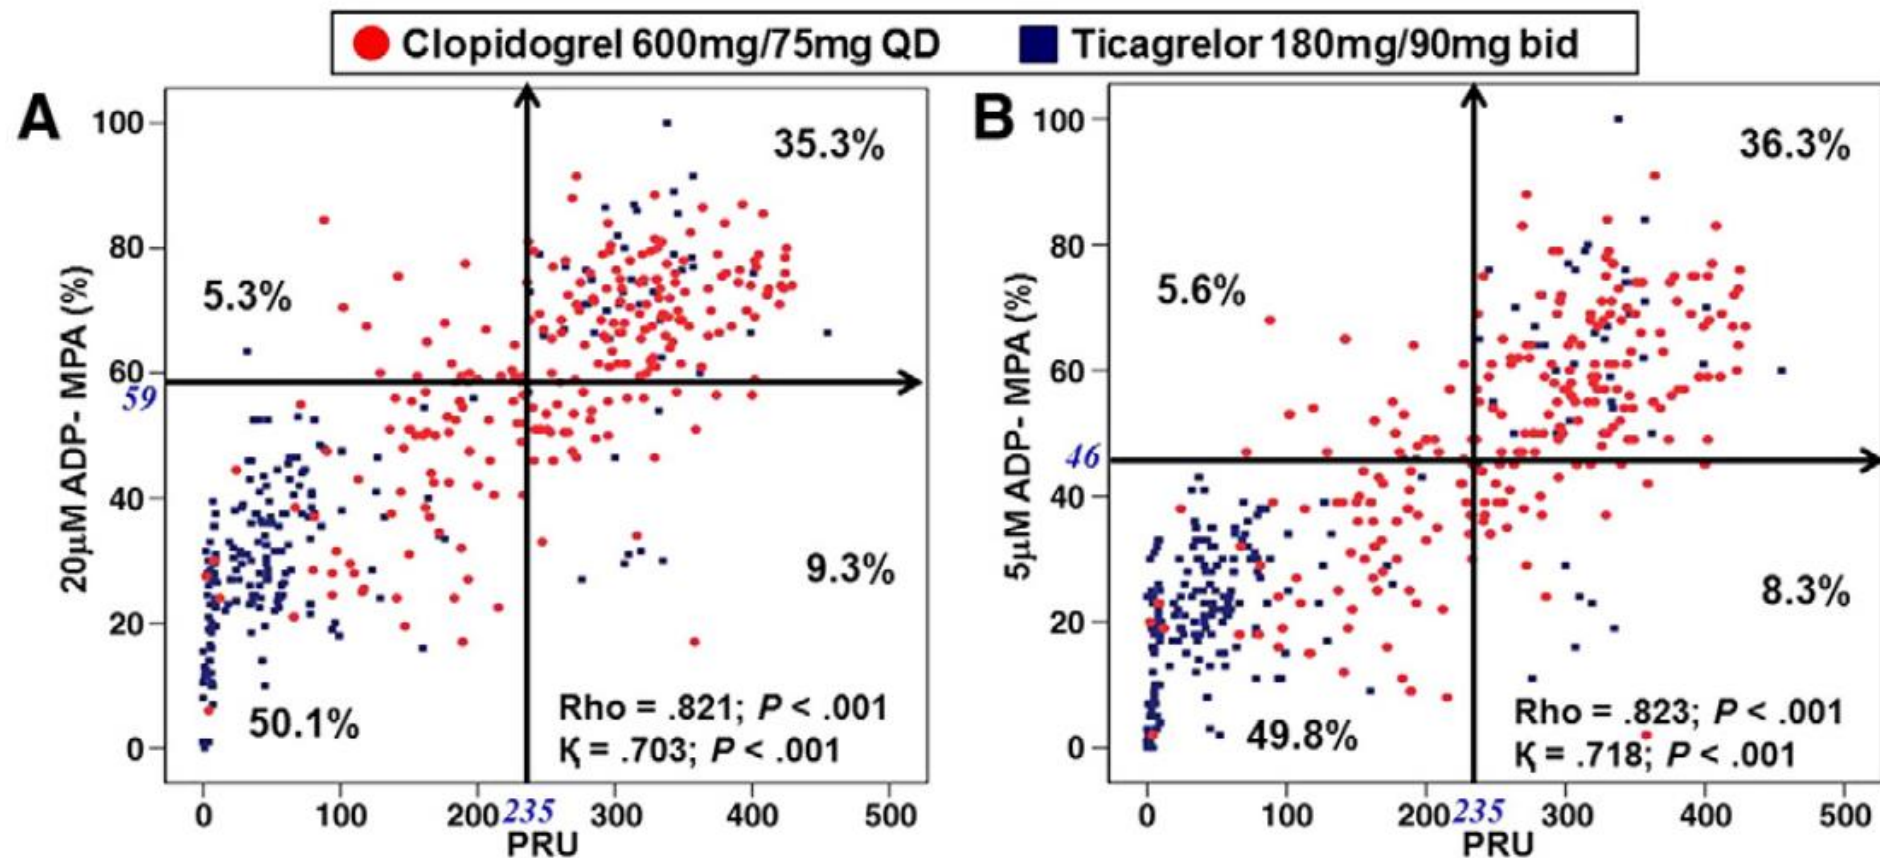 Clopidogrel 600mg/75mg QD
Ticagrelor 180mg/90mg bid
A
20μM ADP- MPA (%)
100
80
60
59
40
20
0
35.3%
5.3%
9.3%
50.1%
Rho = .821; P < .001
Қ = .703; P < .001
0 100 200 235 300 400 500
PRU
B
5μM ADP- MPA (%)
100
80
60
46
40
20
0
36.3%
5.6%
8.3%
49.8%
Rho = .823; P < .001
Қ = .718; P < .001
0 100 200 235 300 400 500
PRU